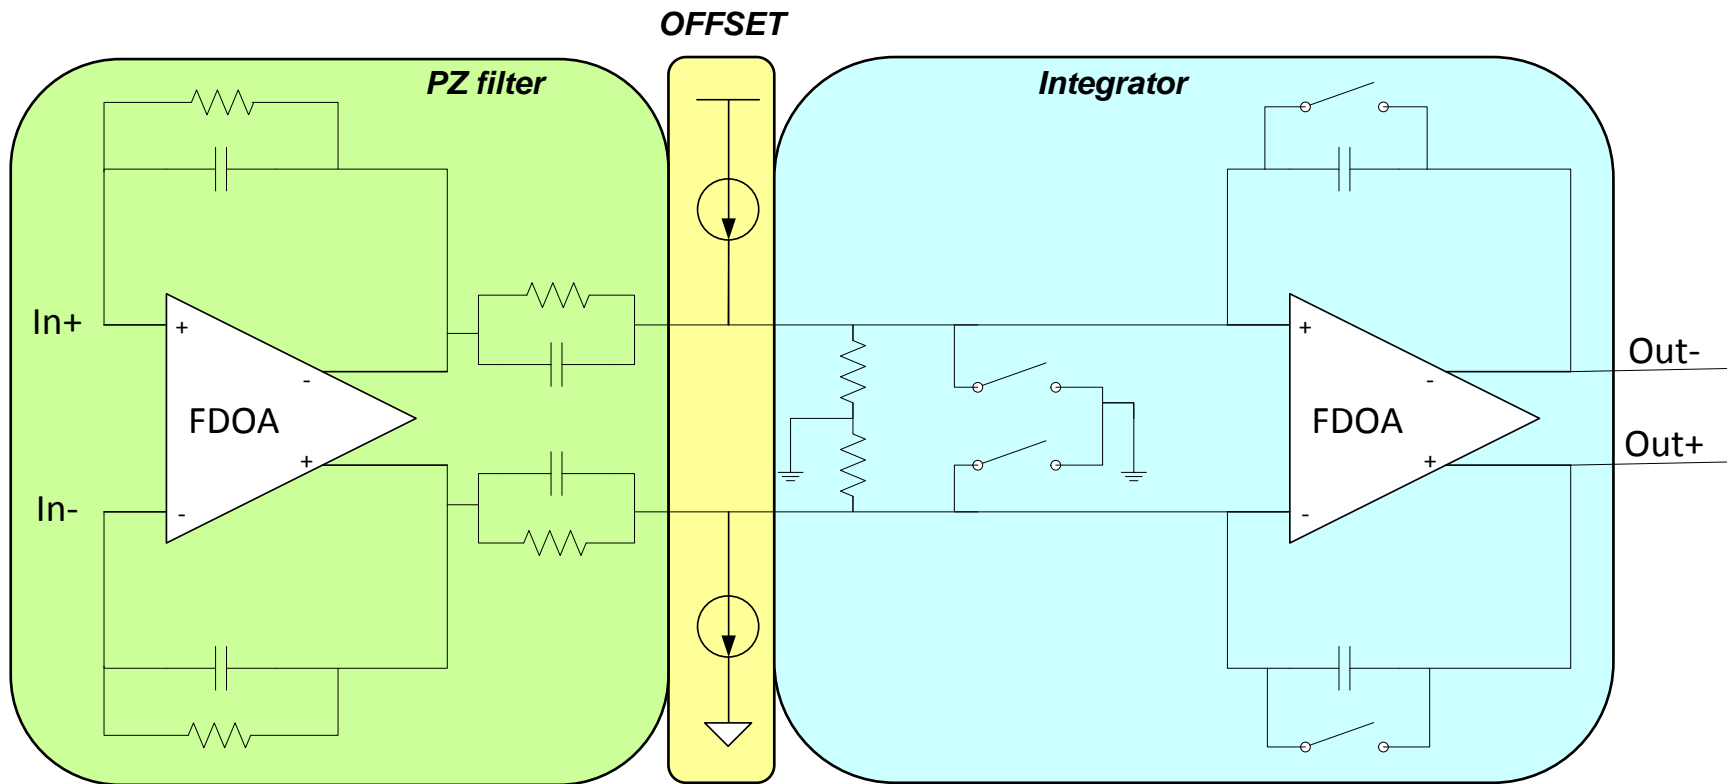 OFFSET
PZ filter
Integrator
In+
+
-
FDOA
+
In-
-
+
-
FDOA
+
-
Out-
Out+